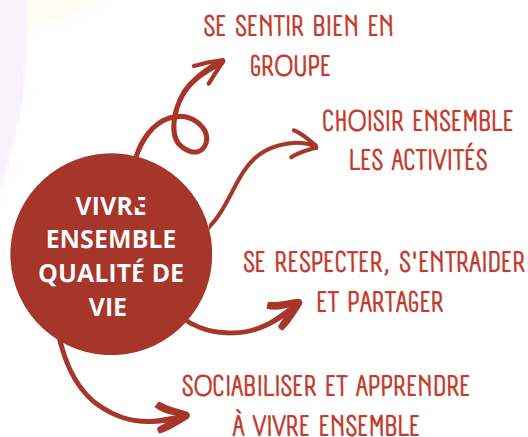 SE SENTIR BIEN EN
GROUPE
CHOISIR ENSEMBLE
LES ACTIVITÉS
VIVRE
ENSEMBLE
QUALITÉ DE
VIE
SE RESPECTER, S'ENTRAIDER
ET PARTAGER
SOCIABILISER ET APPRENDRE
À VIVRE ENSEMBLE